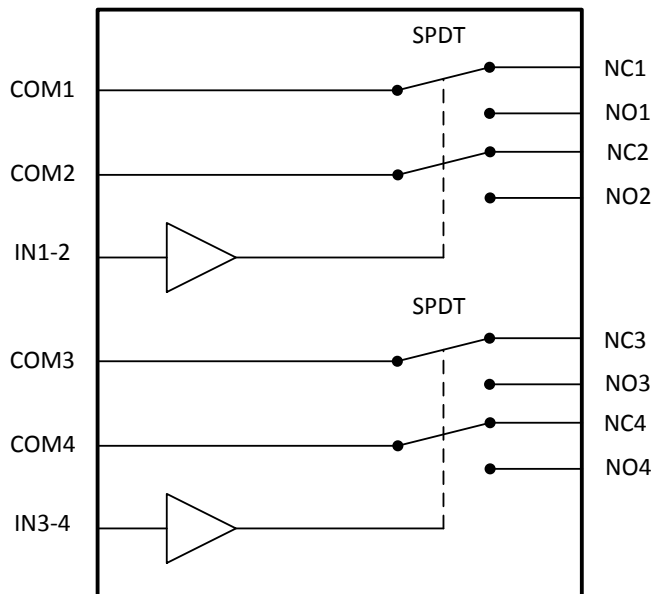 SPDT
COM1
NC1
NO1
COM2
NC2
NO2
IN1-2
SPDT
COM3
NC3
NO3
COM4
NC4
NO4
IN3-4